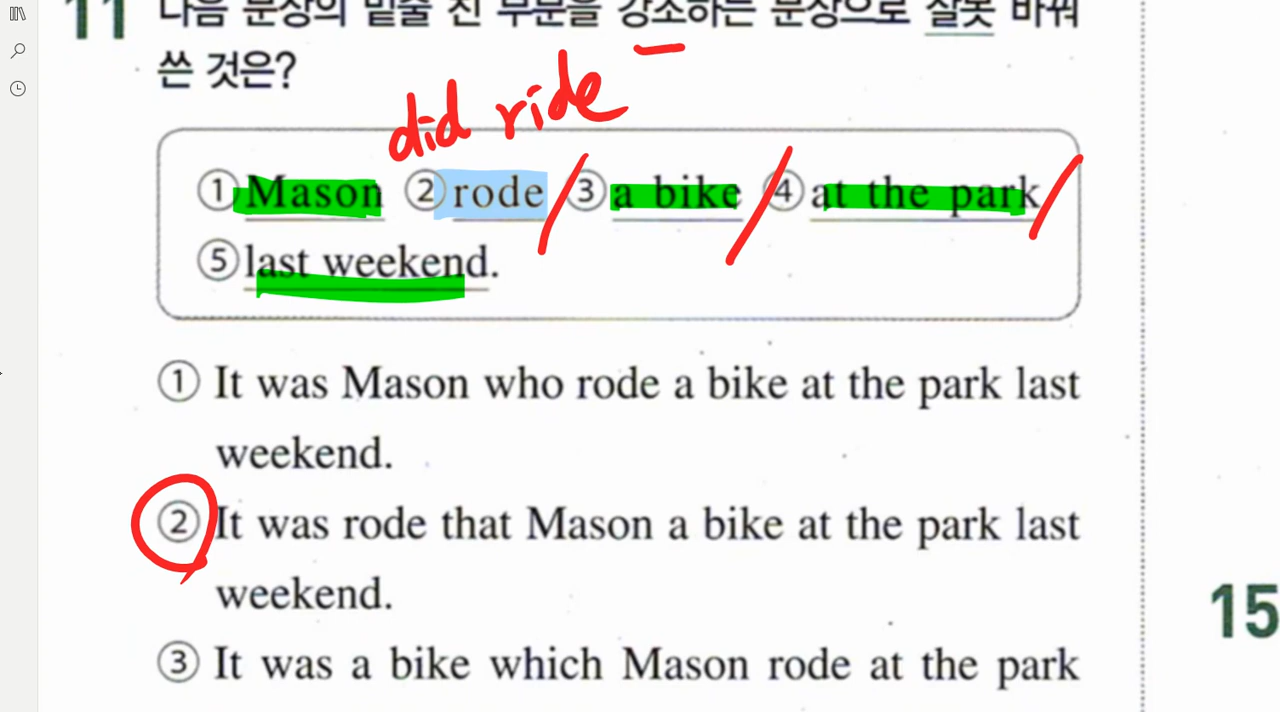 11 다음 문장의 밑줄 친 부분을 강조하는 문장으로 잘못 바꿔
쓴 것은?
did ride
① Mason ② rode ③ a bike ④ at the park
⑤ last weekend.
① It was Mason who rode a bike at the park last
weekend.
② It was rode that Mason a bike at the park last
weekend.
③ It was a bike which Mason rode at the park
15